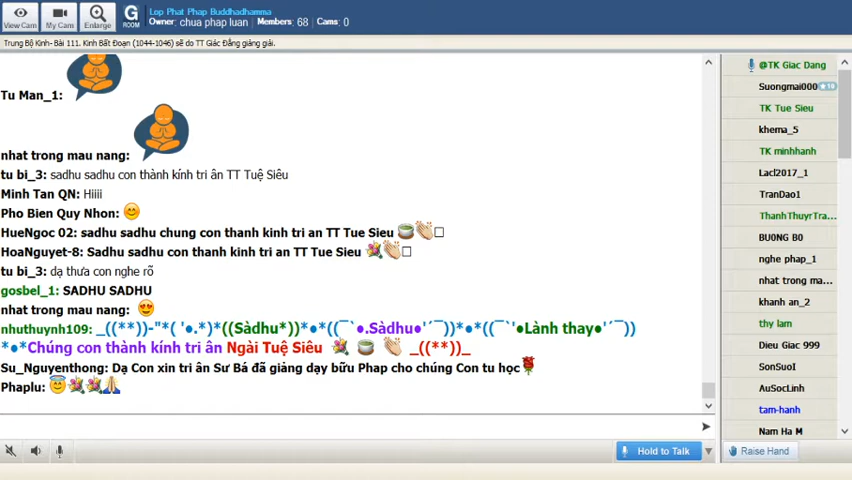 View Cam
My Cam
Enlarge
G
ROOM
Lop Phat Phap Buddhadhamma
Owner: chua phap luan Members: 68 Cams: 0
Trung Bộ Kinh- Bài 111. Kinh Bất Đoạn (1044-1046) sẽ do TT Giác Đẳng giảng giải.
Tu Man_1:
nhat trong mau nang:
tu bi_3: sadhu sadhu con thành kính tri ân TT Tuệ Siêu
Minh Tan QN: Hiiii
Pho Bien Quy Nhon:
HueNgoc 02: sadhu sadhu chung con thanh kinh tri an TT Tue Sieu
HoaNguyet-8: Sadhu sadhu con thanh kinh tri an TT Tue Sieu
tu bi_3: dạ thưa con nghe rõ
gosbel_1: SADHU SADHU
nhat trong mau nang:
nhuthuynh109: _((**))-"*( '●.*)*((Sàdhu*))*●*((¯`●.Sàdhu●'´¯))*●*((¯`'●Lành thay●'´¯))
*●*Chúng con thành kính tri ân Ngài Tuệ Siêu _((**))_
Su_Nguyenthong: Dạ Con xin tri ân Sư Bá đã giảng dạy bữu Phap cho chúng Con tu học
Phaplu:
@TK Giac Dang
Suongmai000 ★10
TK Tue Sieu
khema_5
TK minhhanh
Lacl2017_1
TranDao1
ThanhThuyrTra...
BU0NG B0
nghe phap_1
nhat trong ma...
khanh an_2
thy lam
Dieu Giac 999
SonSuoI
AuSocLinh
tam-hanh
Nam Ha M
Hold to Talk
Raise Hand